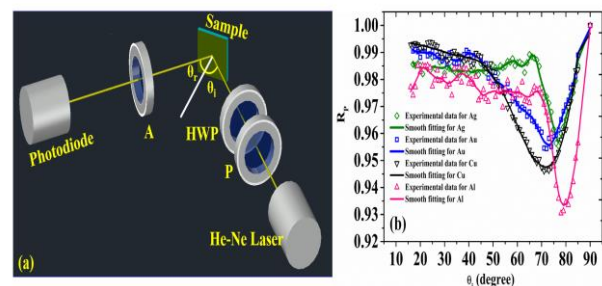 Sample
θr
θi
Photodiode
A
HWP
P
He-Ne Laser
(a)
1.00
0.99
0.98
0.97
0.96
0.95
0.94
0.93
0.92
Rp
Experimental data for Ag
Smooth fitting for Ag
Experimental data for Au
Smooth fitting for Au
Experimental data for Cu
Smooth fitting for Cu
Experimental data for Al
Smooth fitting for Al
(b)
10 20 30 40 50 60 70 80 90
θi (degree)